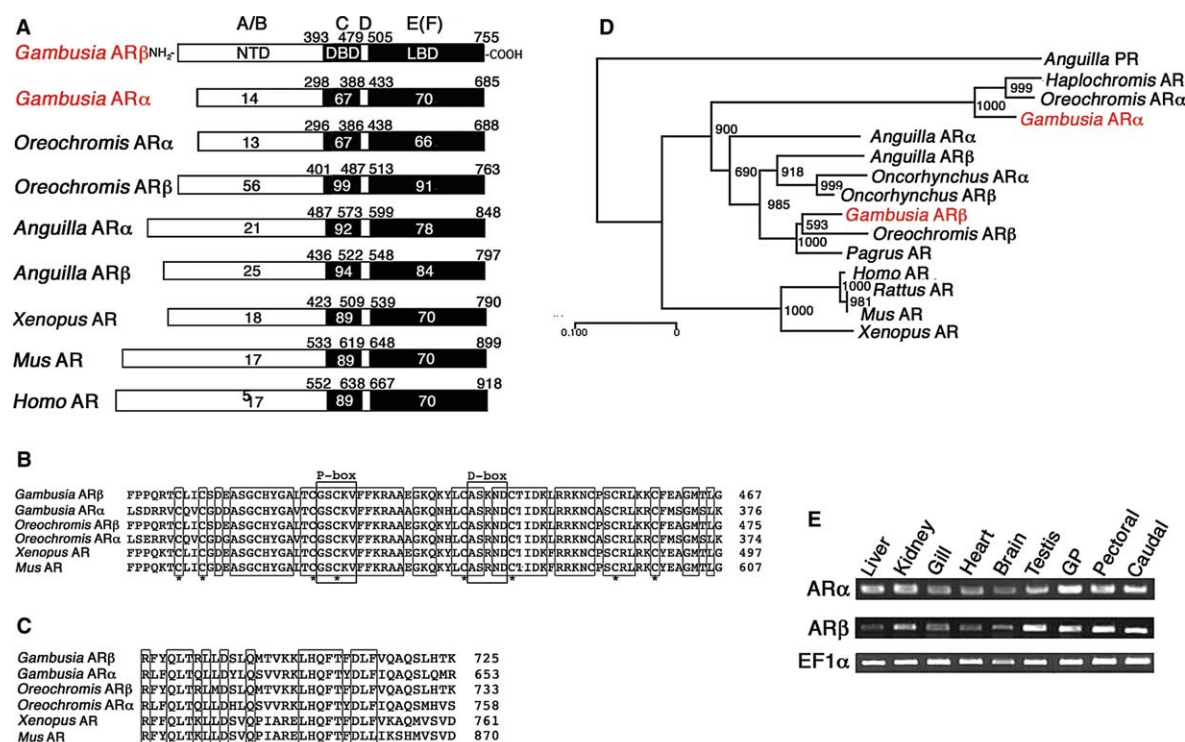 A
A/B C D E(F)
393 479 505 755
Gambusia ARβ NH2- NTD DBD LBD -COOH
298 388 433 685
Gambusia ARα 14 67 70
296 386 438 688
Oreochromis ARα 13 67 66
401 487 513 763
Oreochromis ARβ 56 99 91
487 573 599 848
Anguilla ARα 21 92 78
436 522 548 797
Anguilla ARβ 25 94 84
423 509 539 790
Xenopus AR 18 89 70
533 619 648 899
Mus AR 17 89 70
552 638 667 918
Homo AR 517 89 70
D
Anguilla PR
Haplochromis AR
999
Oreochromis ARα
1000
Gambusia ARα
900
Anguilla ARα
Anguilla ARβ
690
918
Oncorhynchus ARα
999
Oncorhynchus ARβ
985
Gambusia ARβ
593
Oreochromis ARβ
1000
Pagrus AR
Homo AR
1000
Rattus AR
981
1000
Mus AR
Xenopus AR
0.100 0
B
P-box D-box
Gambusia ARβ FPPQRTCLICSDEASGCHYGALTCGSCKVFFKRAAEGKQKYLCASKNDCTIDKLRRKNCPSCRLKKCFEAGMTLG 467
Gambusia ARα LSDRRVCQVCGDDASGCHYGAVTCGSCKVFFKRAAAGKQNHLCASRNDCTIDKLRRKNCPSCRLRKCFMSGMSLK 376
Oreochromis ARβ FPPQRTCLICSDEASGCHYGALTCGSCKVFFKRAAEGKQKYLCASRNDCTIDKLRRKNCPSCRLKKCFEAGMTLG 475
Oreochromis ARα LSERRVCQVCGDDASGCHYGAVTCGSCKVFFKRAAAGKQNHLCASRNDCTIDKLRRKNCPSCRLKRCFMSGMSLK 374
Xenopus AR FPPQKTCLICGDEASGCHYGALTCGSCKVFFKRAAEGKQKYLCASRNDCTIDKFRRKNCPSCRLRKCYEAGMTLG 497
Mus AR FPPQKTCLICGDEASGCHYGALTCGSCKVFFKRAAEGKQKYLCASRNDCTIDKFRRKNCPSCRLRKCYEAGMTLG 607
* * * * * * * *
C
Gambusia ARβ RFYQLTRLLDSLQMTVKKLHQFTFDLFVQAQSLHTK 725
Gambusia ARα RLFQLTQLLDYLQSVVRKLHQFTYDLFIQAQSLQMR 653
Oreochromis ARβ RFYQLTRLMDSLQMTVKKLHQFTFDLFVQAQSLHTK 733
Oreochromis ARα RLFQLTQLLDYLQSVVRKLHQFTYDLFIQAQSMHVS 758
Xenopus AR RFFQLTKLLDSVQPIARELHQFTFDLFVKAQMVSVD 761
Mus AR RFYQLTKLLDSVQPIARELHQFTFDLLIKSHMVSVD 870
E
Liver Kidney Gill Heart Brain Testis GP Pectoral Caudal
ARα
ARβ
EF1α